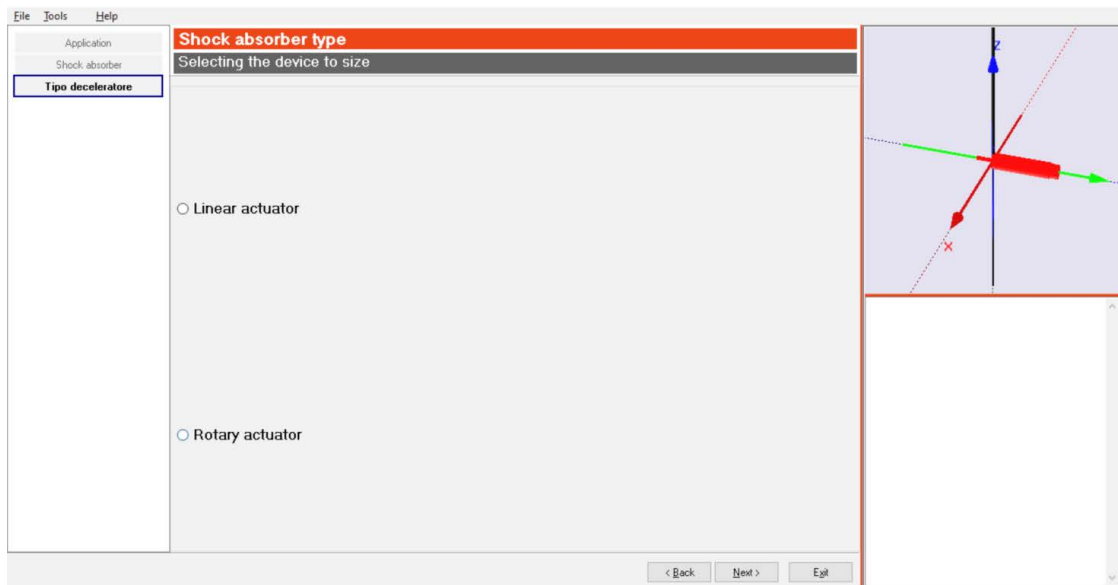 File Tools Help
Application
Shock absorber
Tipo deceleratore
Shock absorber type
Selecting the device to size
Linear actuator
Rotary actuator
< Back Next > Exit
Z
X